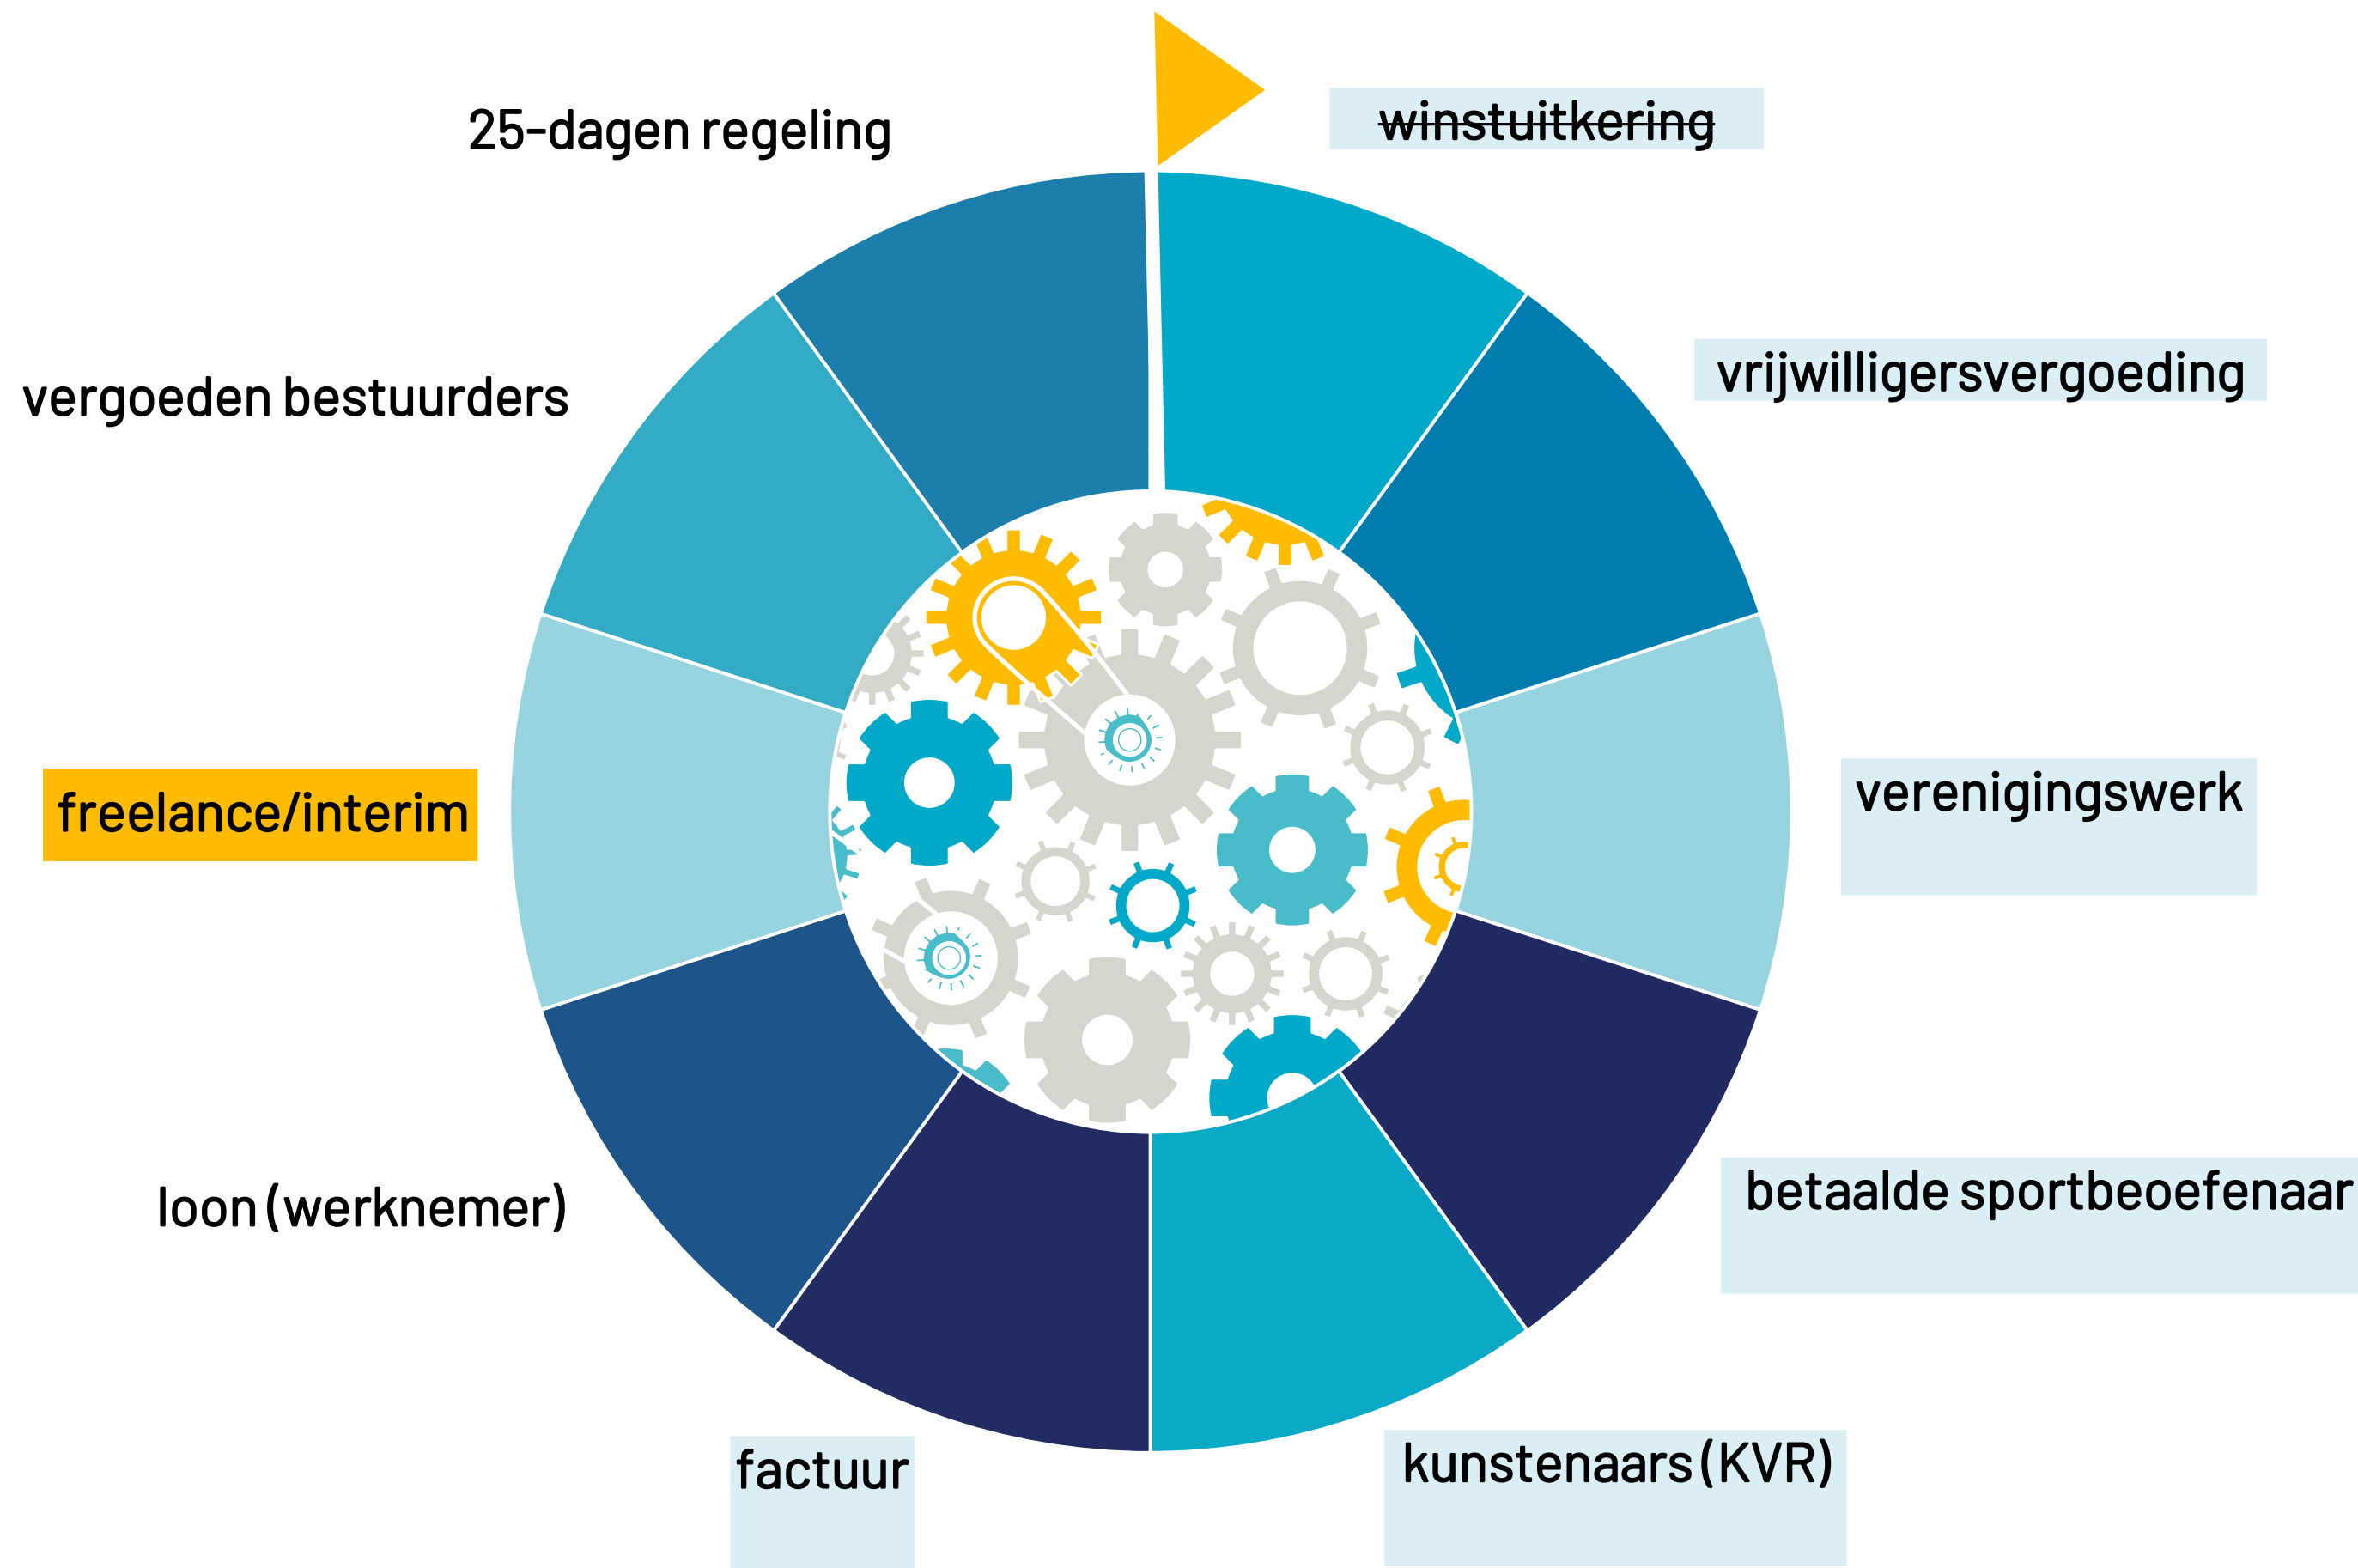 25-dagen regeling
winstuitkering
vrijwilligersvergoeding
vergoeden bestuurders
verenigingswerk
freelance/interim
betaalde sportbeoefenaar
loon (werknemer)
kunstenaars (KVR)
factuur